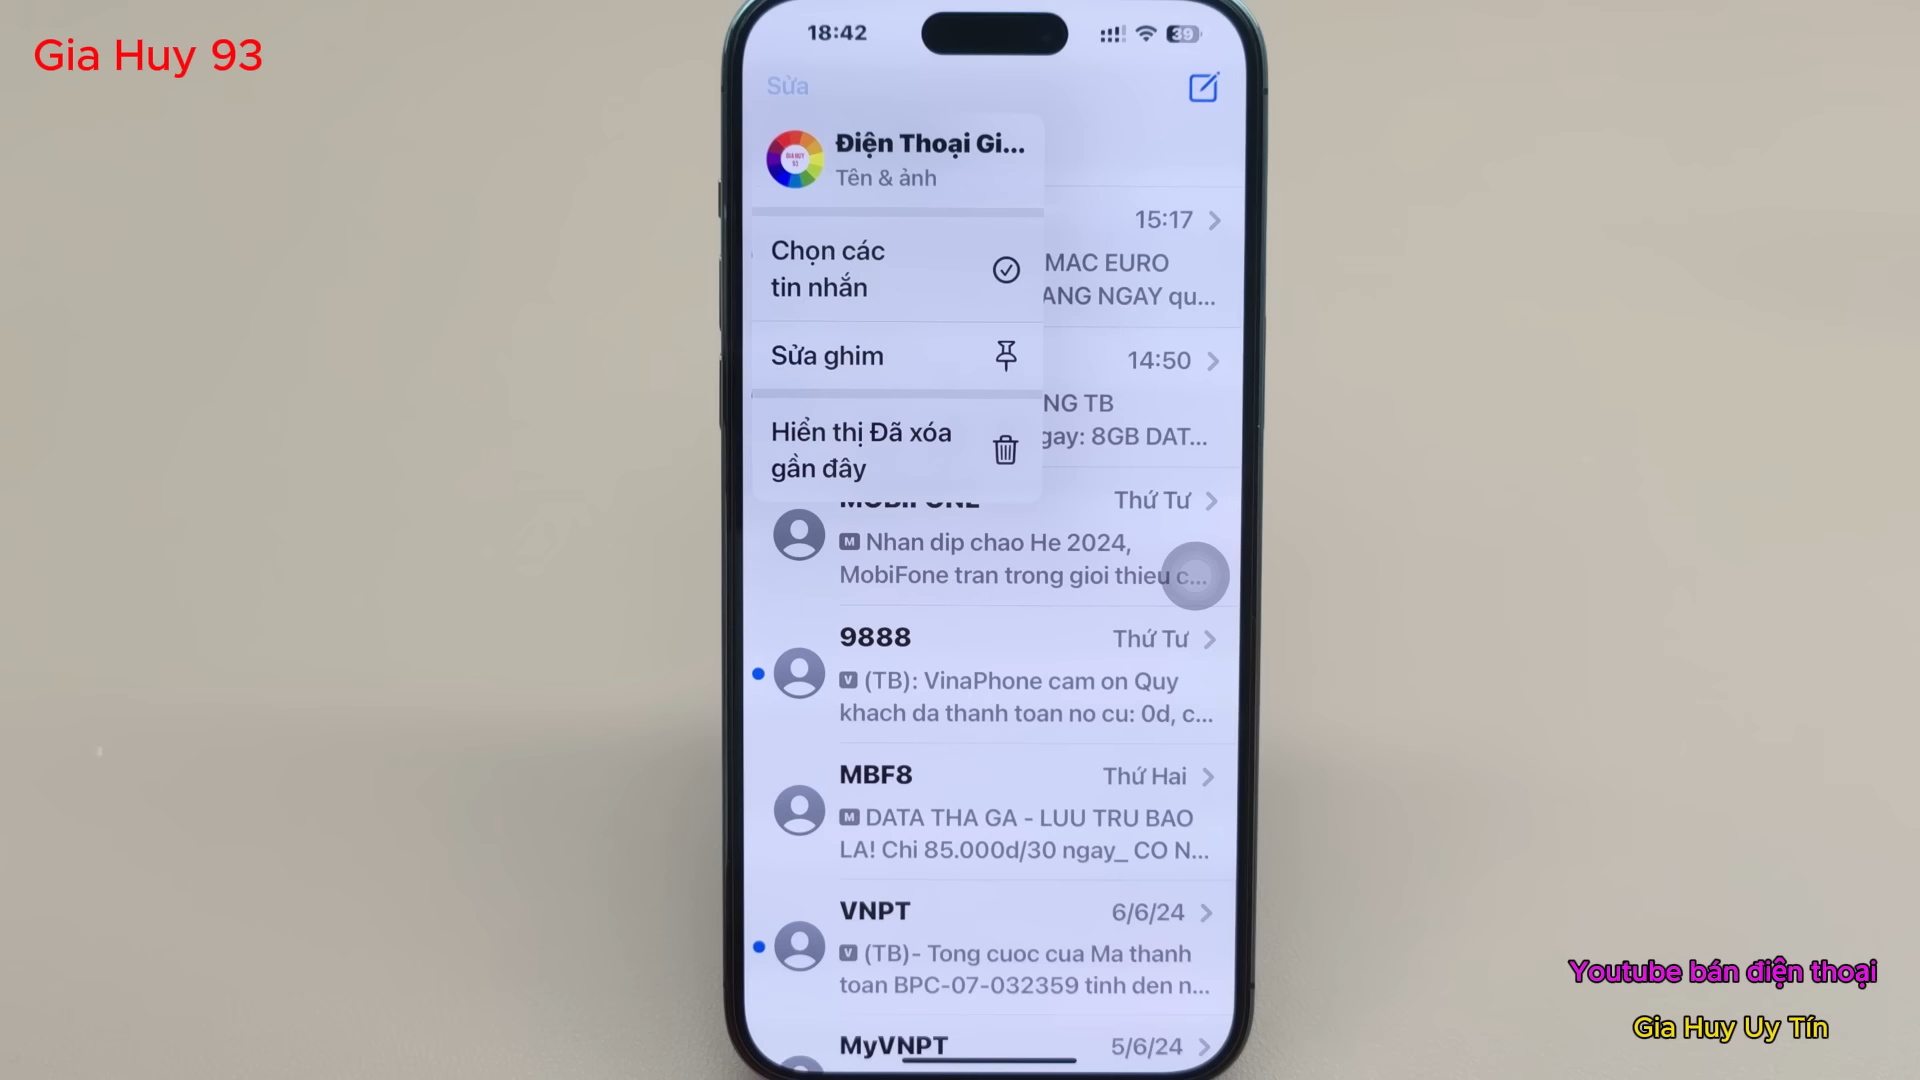 Gia Huy 93
18:42
39
Sửa
GIA HUY
93
Điện Thoại Gi...
Tên & ảnh
15:17
Chọn các
tin nhắn
MAC EURO
ANG NGAY qu...
Sửa ghim
14:50
NG TB
gay: 8GB DAT...
Hiển thị Đã xóa
gần đây
MOBIFONE
Thứ Tư
M Nhan dip chao He 2024,
MobiFone tran trong gioi thieu c...
9888
Thứ Tư
V (TB): VinaPhone cam on Quy
khach da thanh toan no cu: 0d, c...
MBF8
Thứ Hai
M DATA THA GA - LUU TRU BAO
LA! Chi 85.000d/30 ngay_ CO N...
VNPT
6/6/24
V (TB)- Tong cuoc cua Ma thanh
toan BPC-07-032359 tinh den n...
MyVNPT
5/6/24
Youtube bán điện thoại
Gia Huy Uy Tín